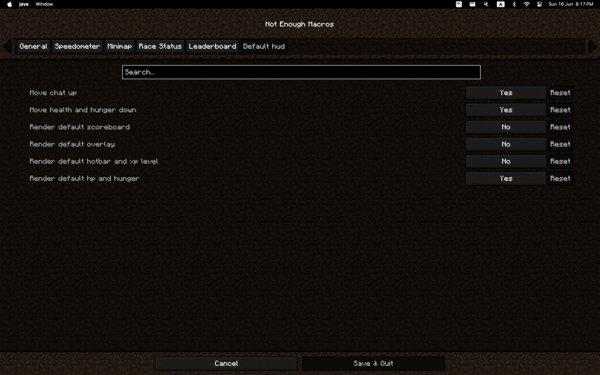 java Window A Sun 16 Jun 8:17 PM
Not Enough Macros
General Speedometer Minimap Race Status Leaderboard Default hud
Search...
Move chat up Yes Reset
Move health and hunger down Yes Reset
Render default scoreboard No Reset
Render default overlay No Reset
Render default hotbar and xp level No Reset
Render default hp and hunger Yes Reset
Cancel Save & Quit